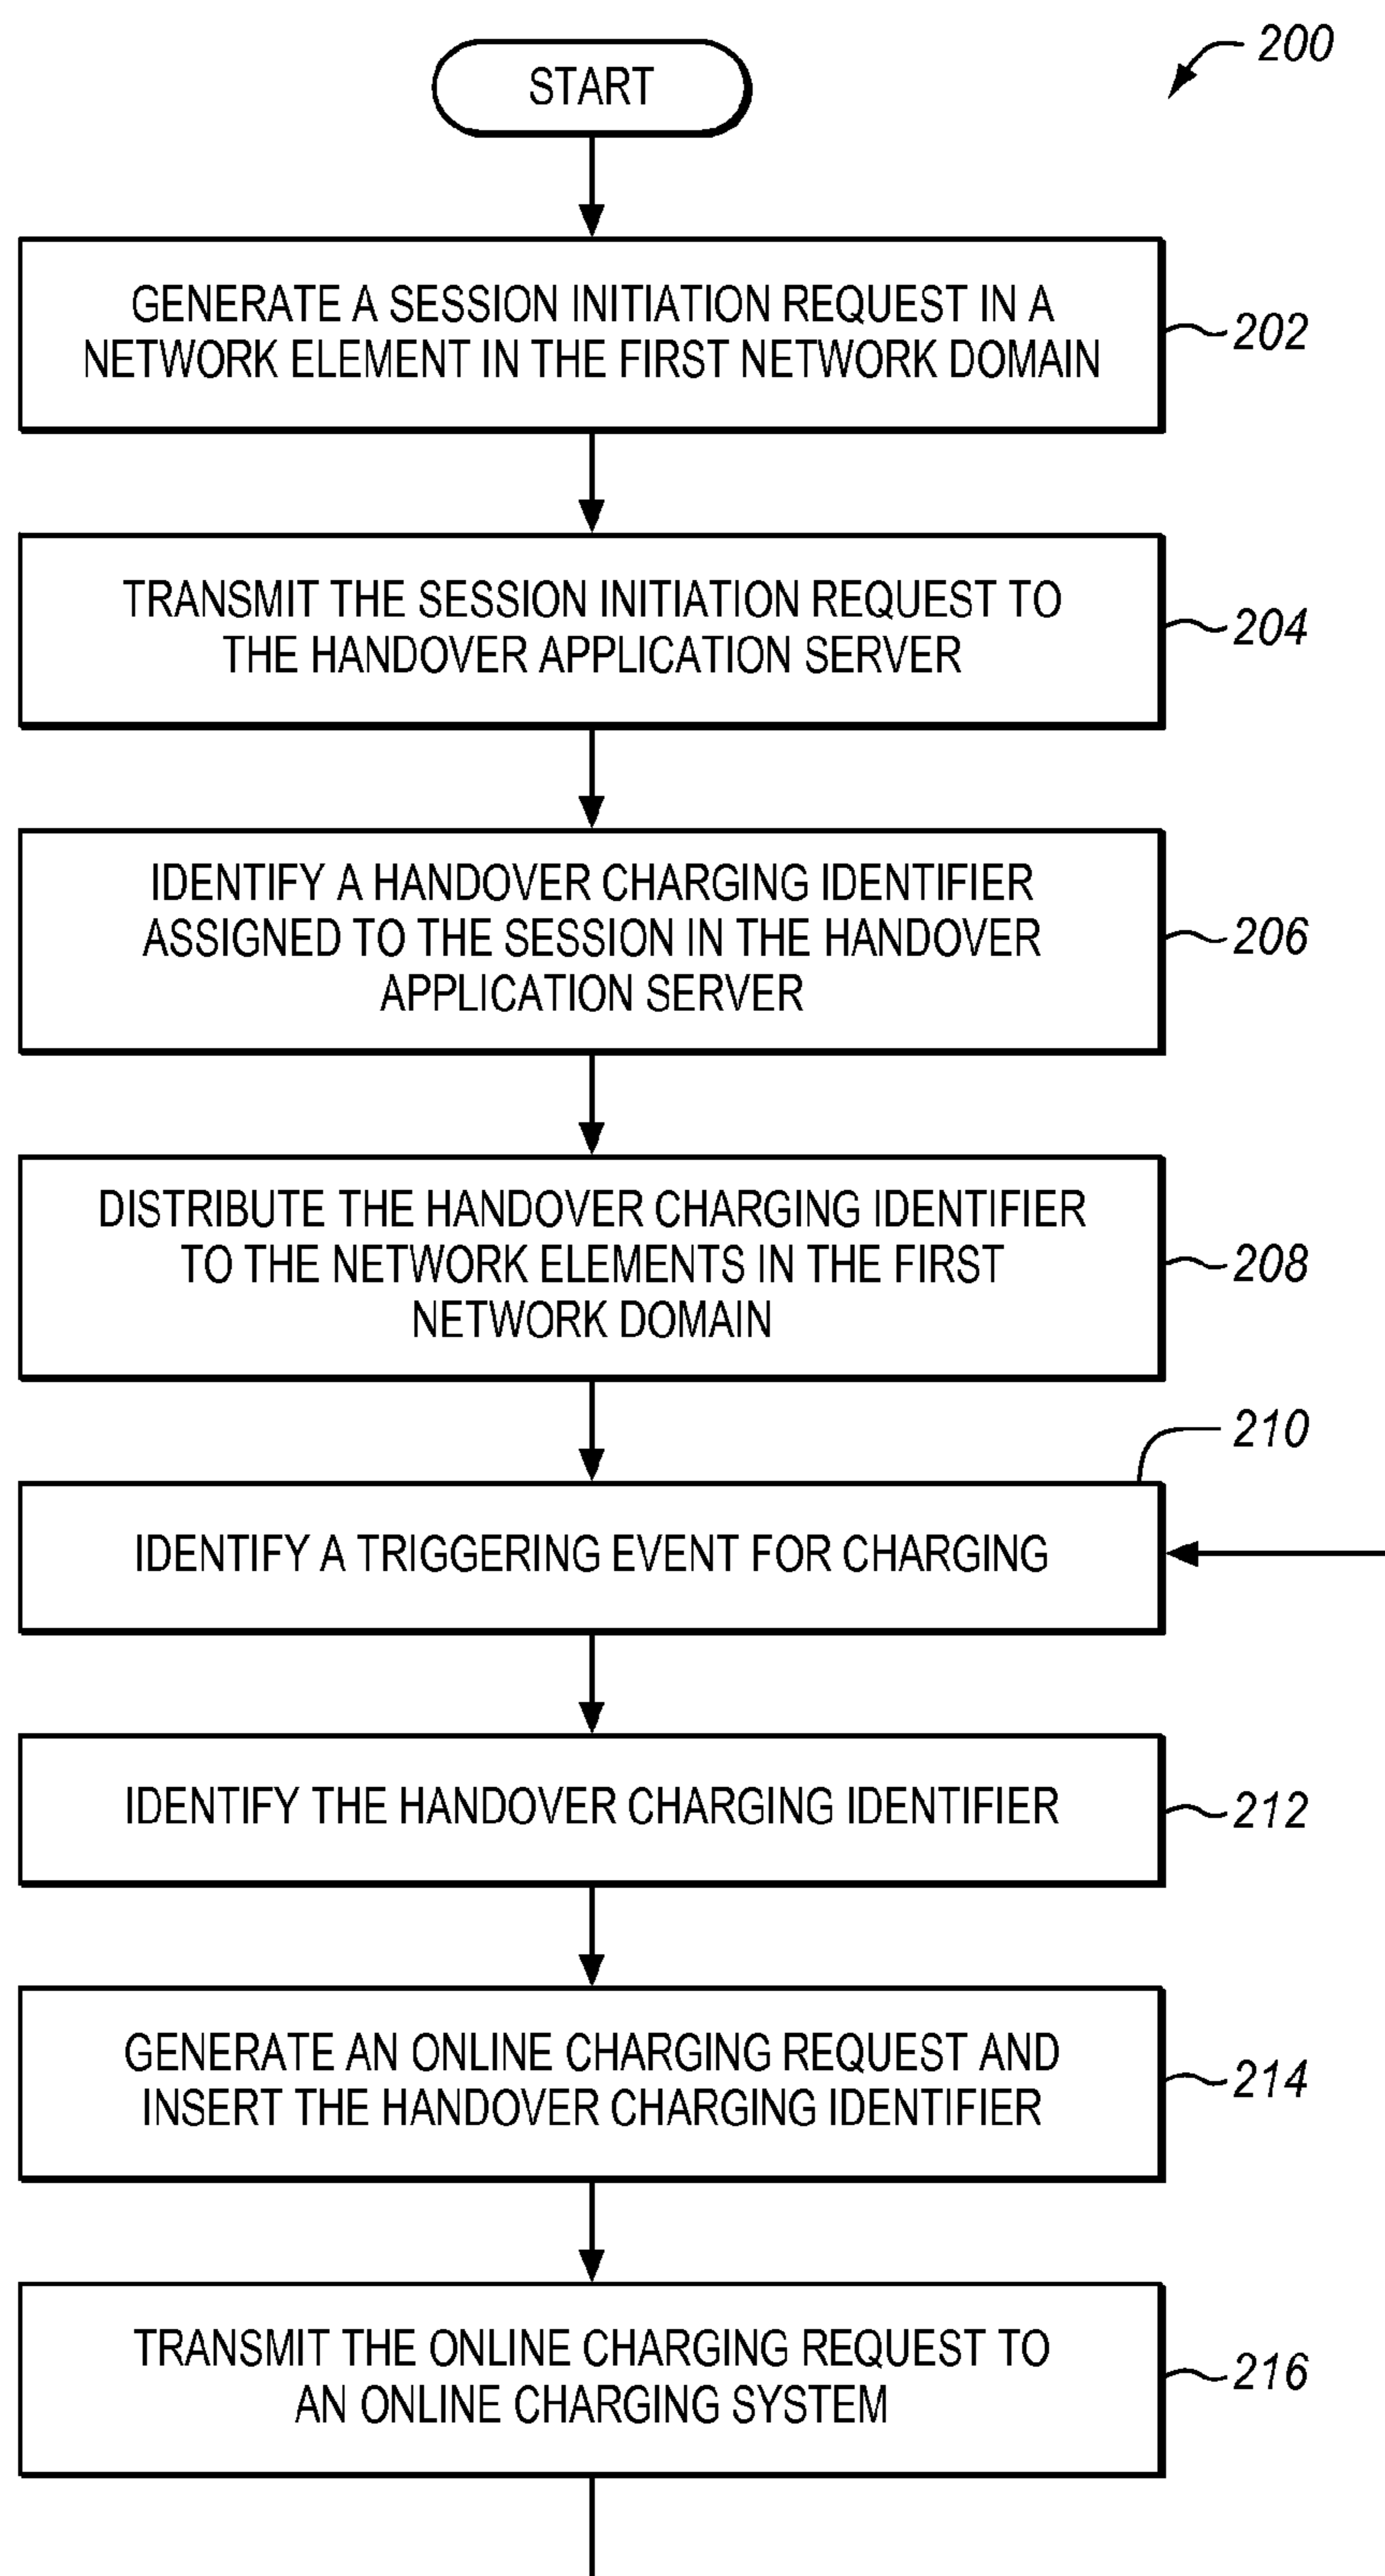 200
START
GENERATE A SESSION INITIATION REQUEST IN A
NETWORK ELEMENT IN THE FIRST NETWORK DOMAIN
202
TRANSMIT THE SESSION INITIATION REQUEST TO
THE HANDOVER APPLICATION SERVER
204
IDENTIFY A HANDOVER CHARGING IDENTIFIER
ASSIGNED TO THE SESSION IN THE HANDOVER
APPLICATION SERVER
206
DISTRIBUTE THE HANDOVER CHARGING IDENTIFIER
TO THE NETWORK ELEMENTS IN THE FIRST
NETWORK DOMAIN
208
210
IDENTIFY A TRIGGERING EVENT FOR CHARGING
IDENTIFY THE HANDOVER CHARGING IDENTIFIER
212
GENERATE AN ONLINE CHARGING REQUEST AND
INSERT THE HANDOVER CHARGING IDENTIFIER
214
TRANSMIT THE ONLINE CHARGING REQUEST TO
AN ONLINE CHARGING SYSTEM
216